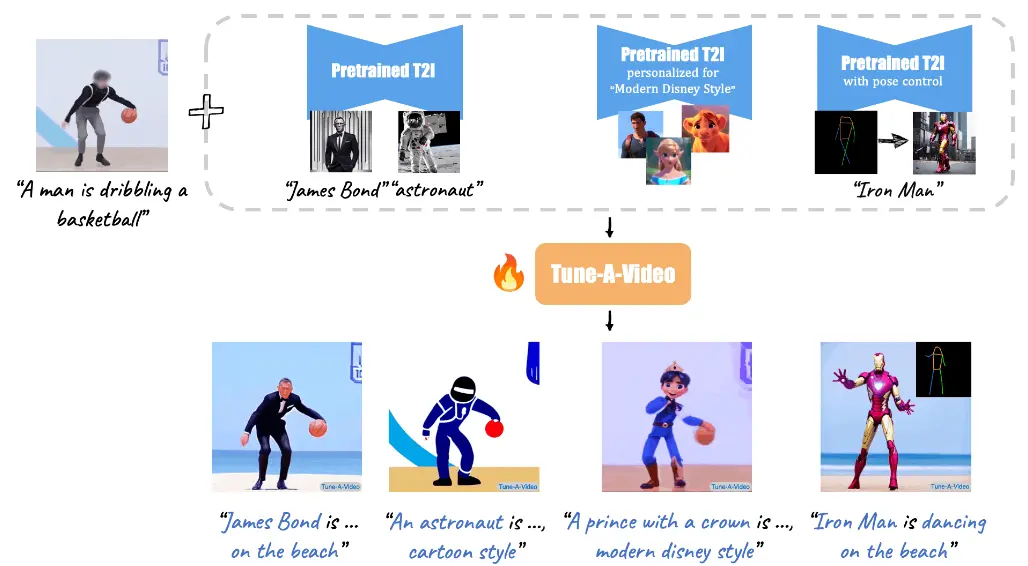 Pretrained T2I
Pretrained T2I
personalized for
"Modern Disney Style"
Pretrained T2I
with pose control
"A man is dribbling a
basketball"
"James Bond" "astronaut"
"Iron Man"
Tune-A-Video
Tune-A-Video
Tune-A-Video
Tune-A-Video
Tune-A-Video
"James Bond is ...
on the beach"
"An astronaut is ...,
cartoon style"
"A prince with a crown is ...,
modern disney style"
"Iron Man is dancing
on the beach"